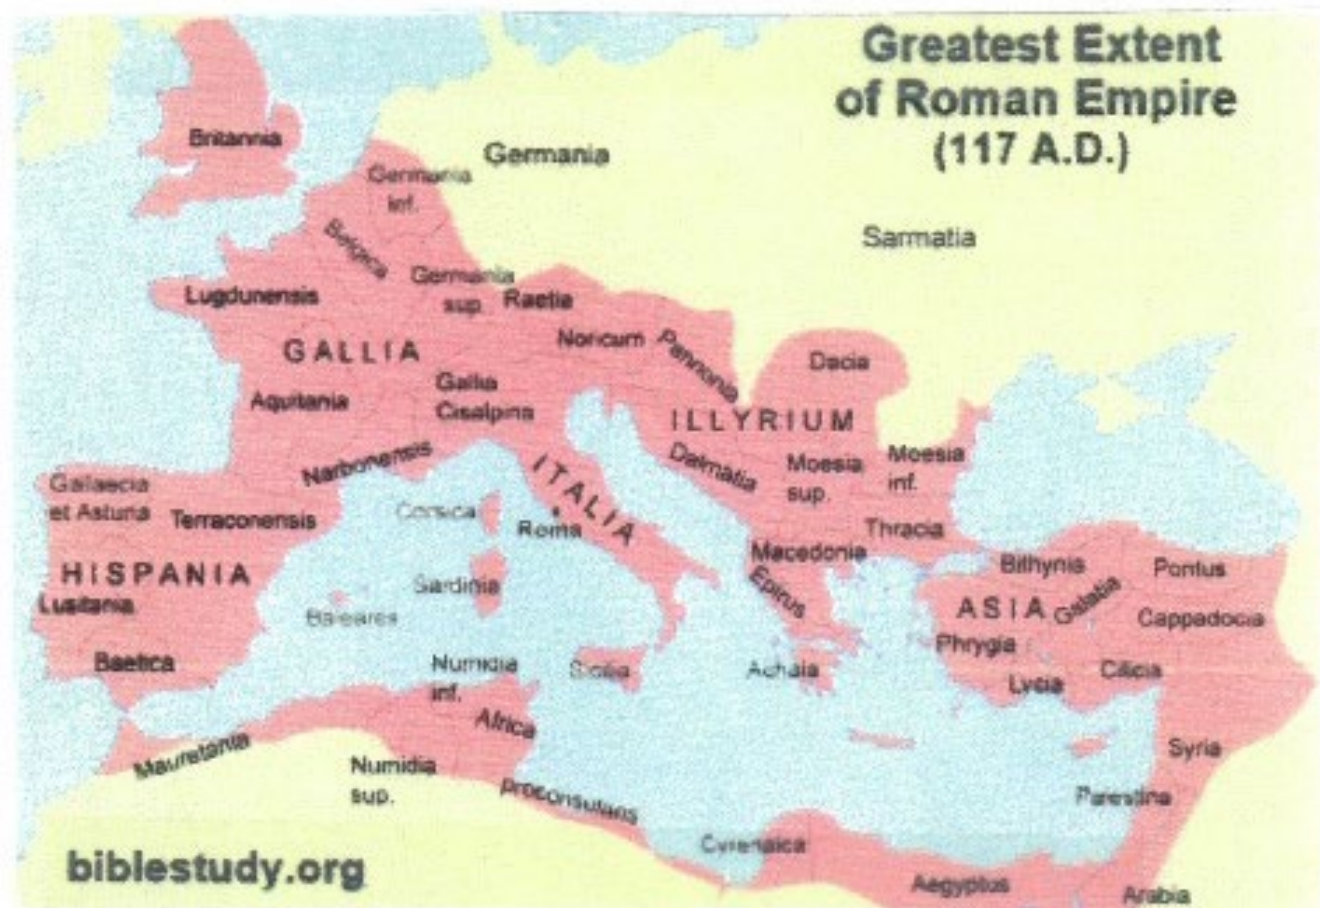 Greatest Extent
of Roman Empire
(117 A.D.)
Britannia
Germania
Germania
inf.
Belgica
Sarmatia
Germania
sup.
Lugdunensis
Raetia
GALLIA
Noricum
Pannonia
Dacia
Gallia
Cisalpina
Aquitania
ILLYRIUM
Narbonensis
ITALIA
Dalmatia
Moesia
sup.
Moesia
inf.
Gallaecia
et Asturia
Terraconensis
Corsica
Roma
Thracia
Macedonia
Epirus
Bithynia
Pontus
HISPANIA
Lusitania
Sardinia
Baleares
ASIA
Galatia
Cappadocia
Phrygia
Baetica
Numidia
inf.
Sicilia
Achaia
Lycia
Cilicia
Africa
Mauretania
Numidia
sup.
proconsularis
Syria
Palestina
Cyrenaica
biblestudy.org
Aegyptus
Arabia